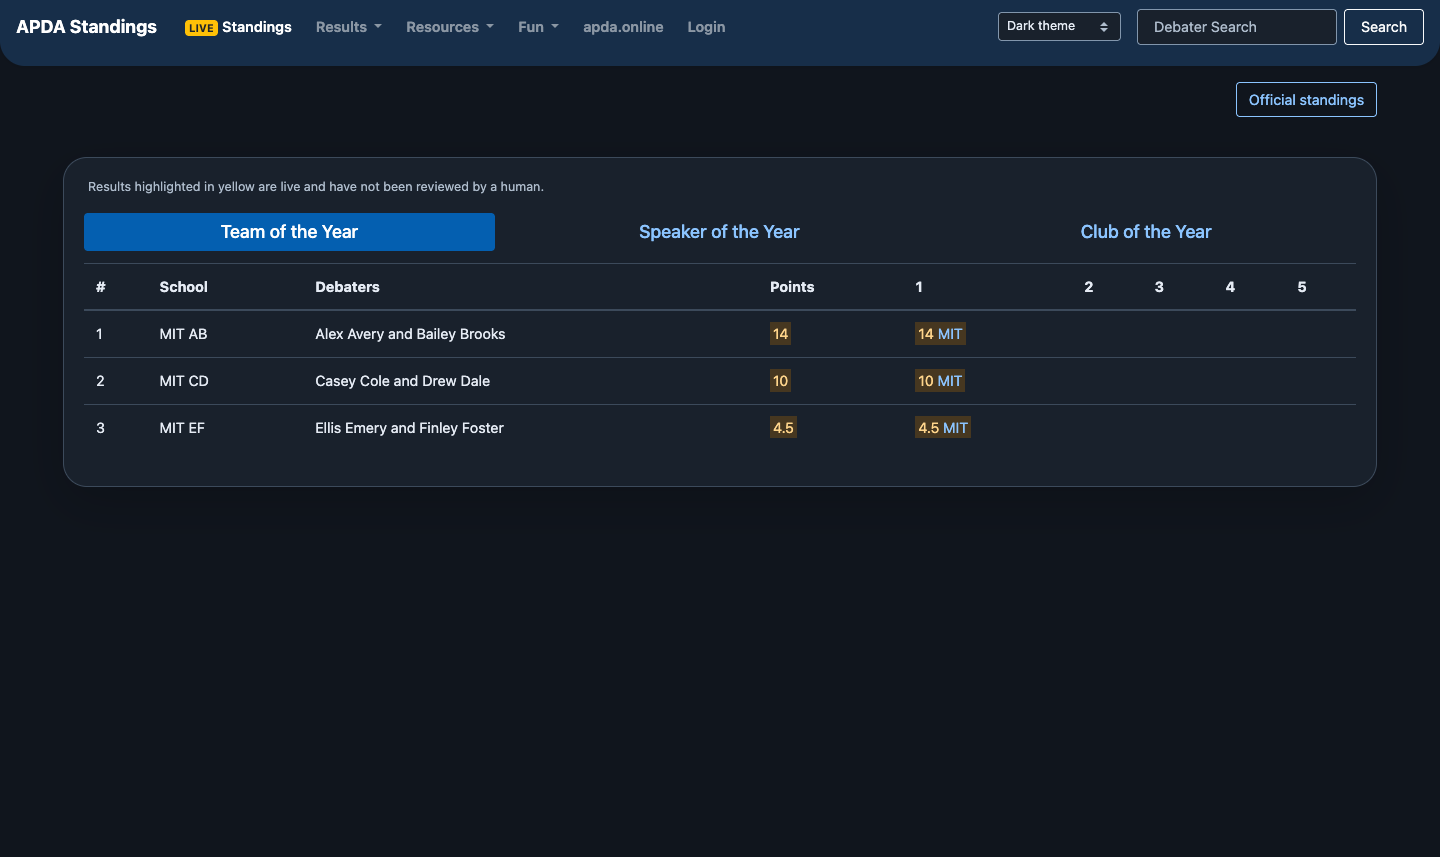 APDA Standings LIVE Standings Results Resources Fun apda.online Login Dark theme Debater Search Search
Official standings
Results highlighted in yellow are live and have not been reviewed by a human.
Team of the Year Speaker of the Year Club of the Year
# School Debaters Points 1 2 3 4 5
1 MIT AB Alex Avery and Bailey Brooks 14 14 MIT
2 MIT CD Casey Cole and Drew Dale 10 10 MIT
3 MIT EF Ellis Emery and Finley Foster 4.5 4.5 MIT